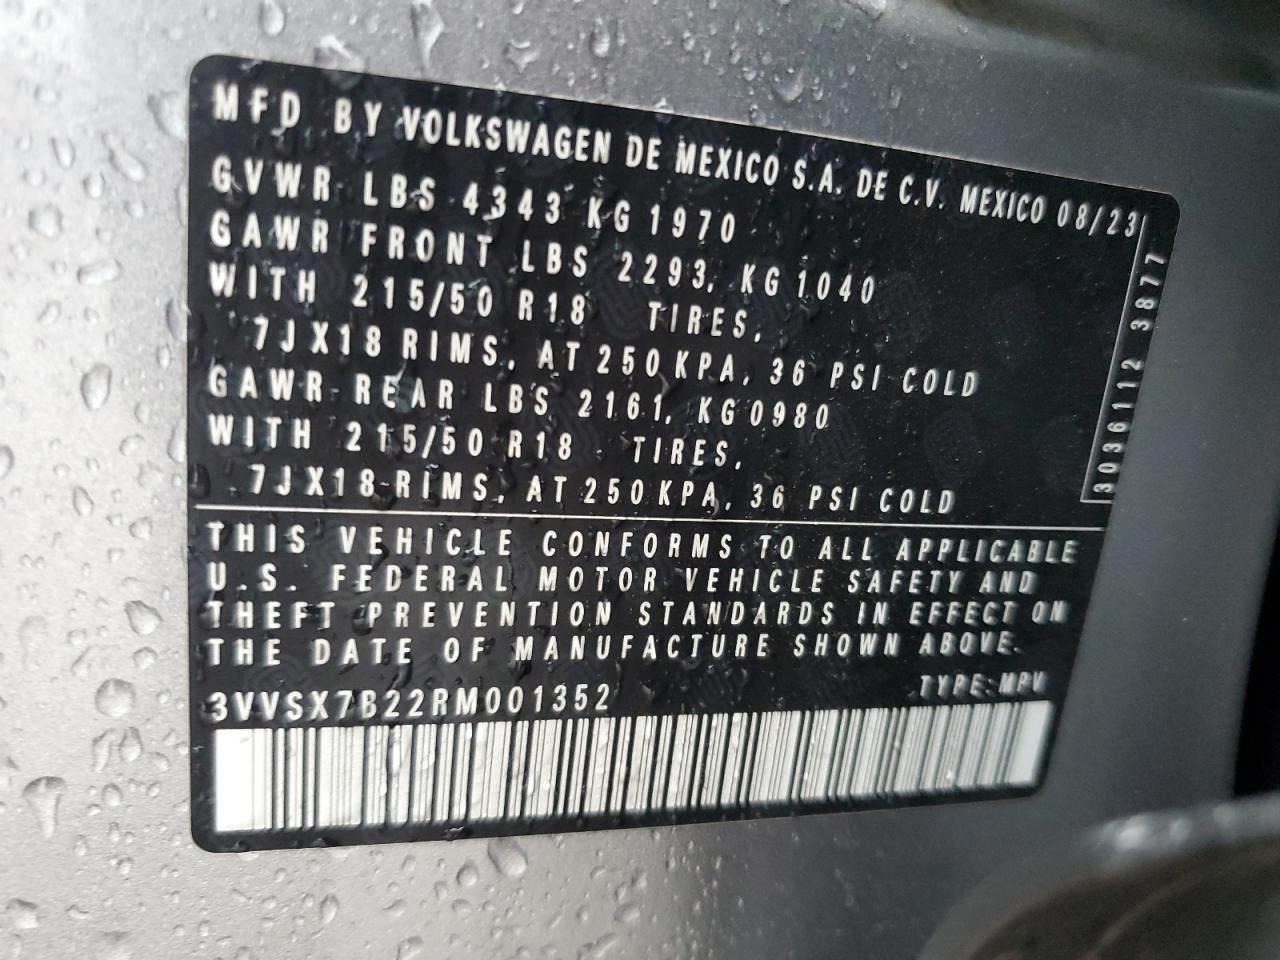 MFD BY VOLKSWAGEN DE MEXICO S.A. DE C.V. MEXICO 08/23
GVWR LBS 4343 KG 1970
GAWR FRONT LBS 2293, KG 1040
WITH 215/50 R18 TIRES,
7JX18 RIMS, AT 250 KPA, 36 PSI COLD
GAWR REAR LBS 2161, KG 0980
WITH 215/50 R18 TIRES,
7JX18 RIMS, AT 250 KPA, 36 PSI COLD
3036112 3877
THIS VEHICLE CONFORMS TO ALL APPLICABLE
U.S. FEDERAL MOTOR VEHICLE SAFETY AND
THEFT PREVENTION STANDARDS IN EFFECT ON
THE DATE OF MANUFACTURE SHOWN ABOVE.
TYPE: MPV
3VVSX7B22RM001352